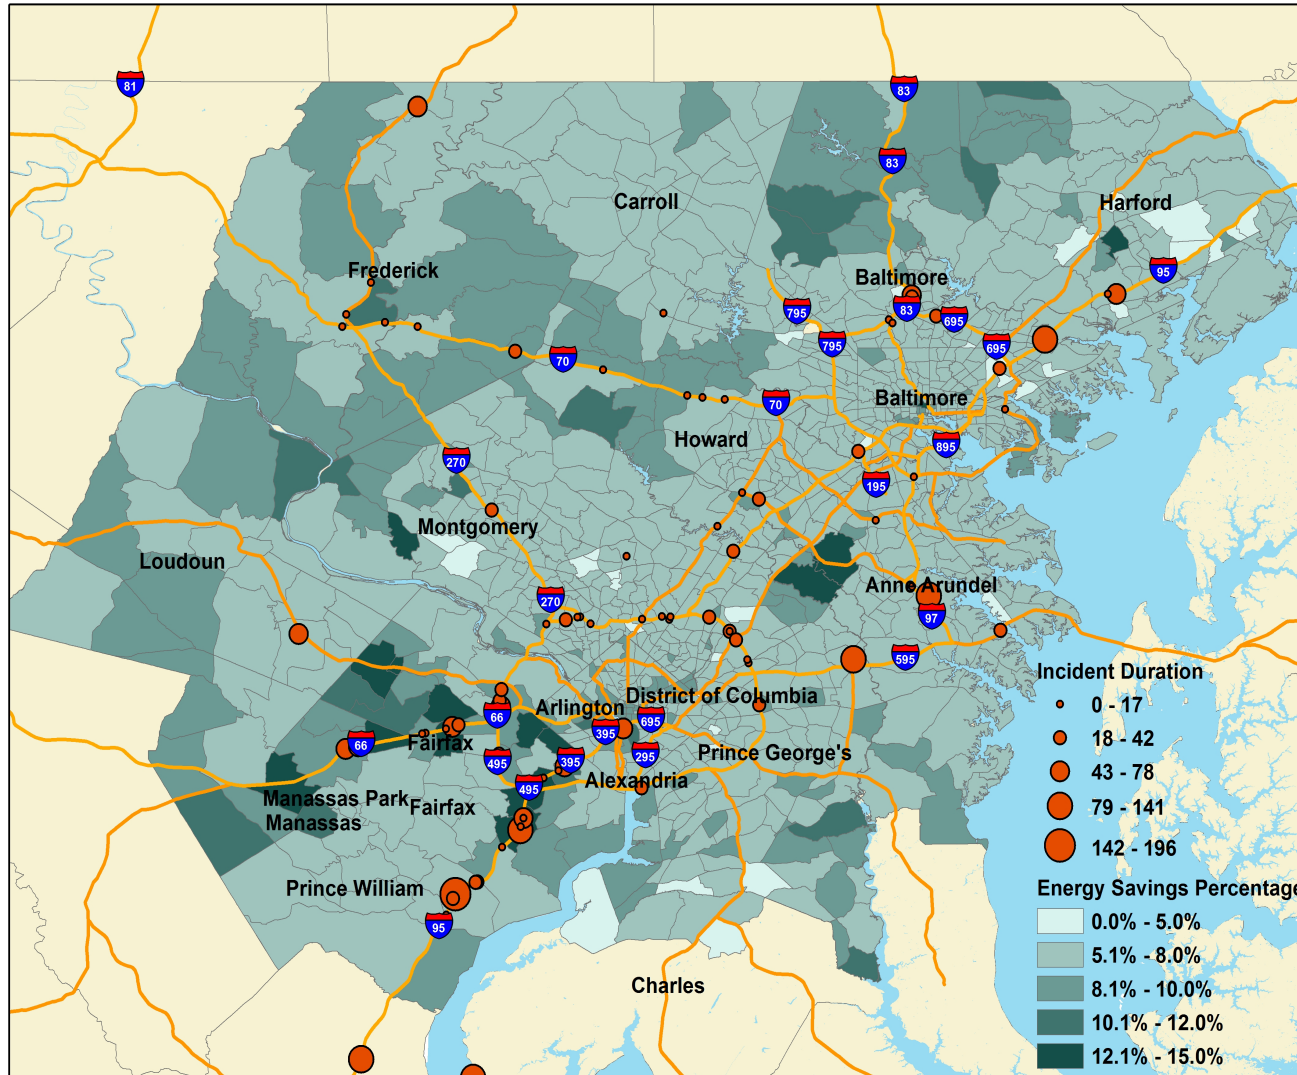 81
83
83
Carroll
Harford
Frederick
Baltimore
95
795
83
695
795
695
70
70
Baltimore
Howard
895
270
195
Montgomery
Loudoun
Anne Arundel
270
97
595
Incident Duration
0 - 17
18 - 42
43 - 78
79 - 141
142 - 196
District of Columbia
Arlington
66
695
395
66
Fairfax
495
395
295
Prince George's
Alexandria
495
Manassas Park
Fairfax
Manassas
Prince William
95
Charles
Energy Savings Percentage
0.0% - 5.0%
5.1% - 8.0%
8.1% - 10.0%
10.1% - 12.0%
12.1% - 15.0%